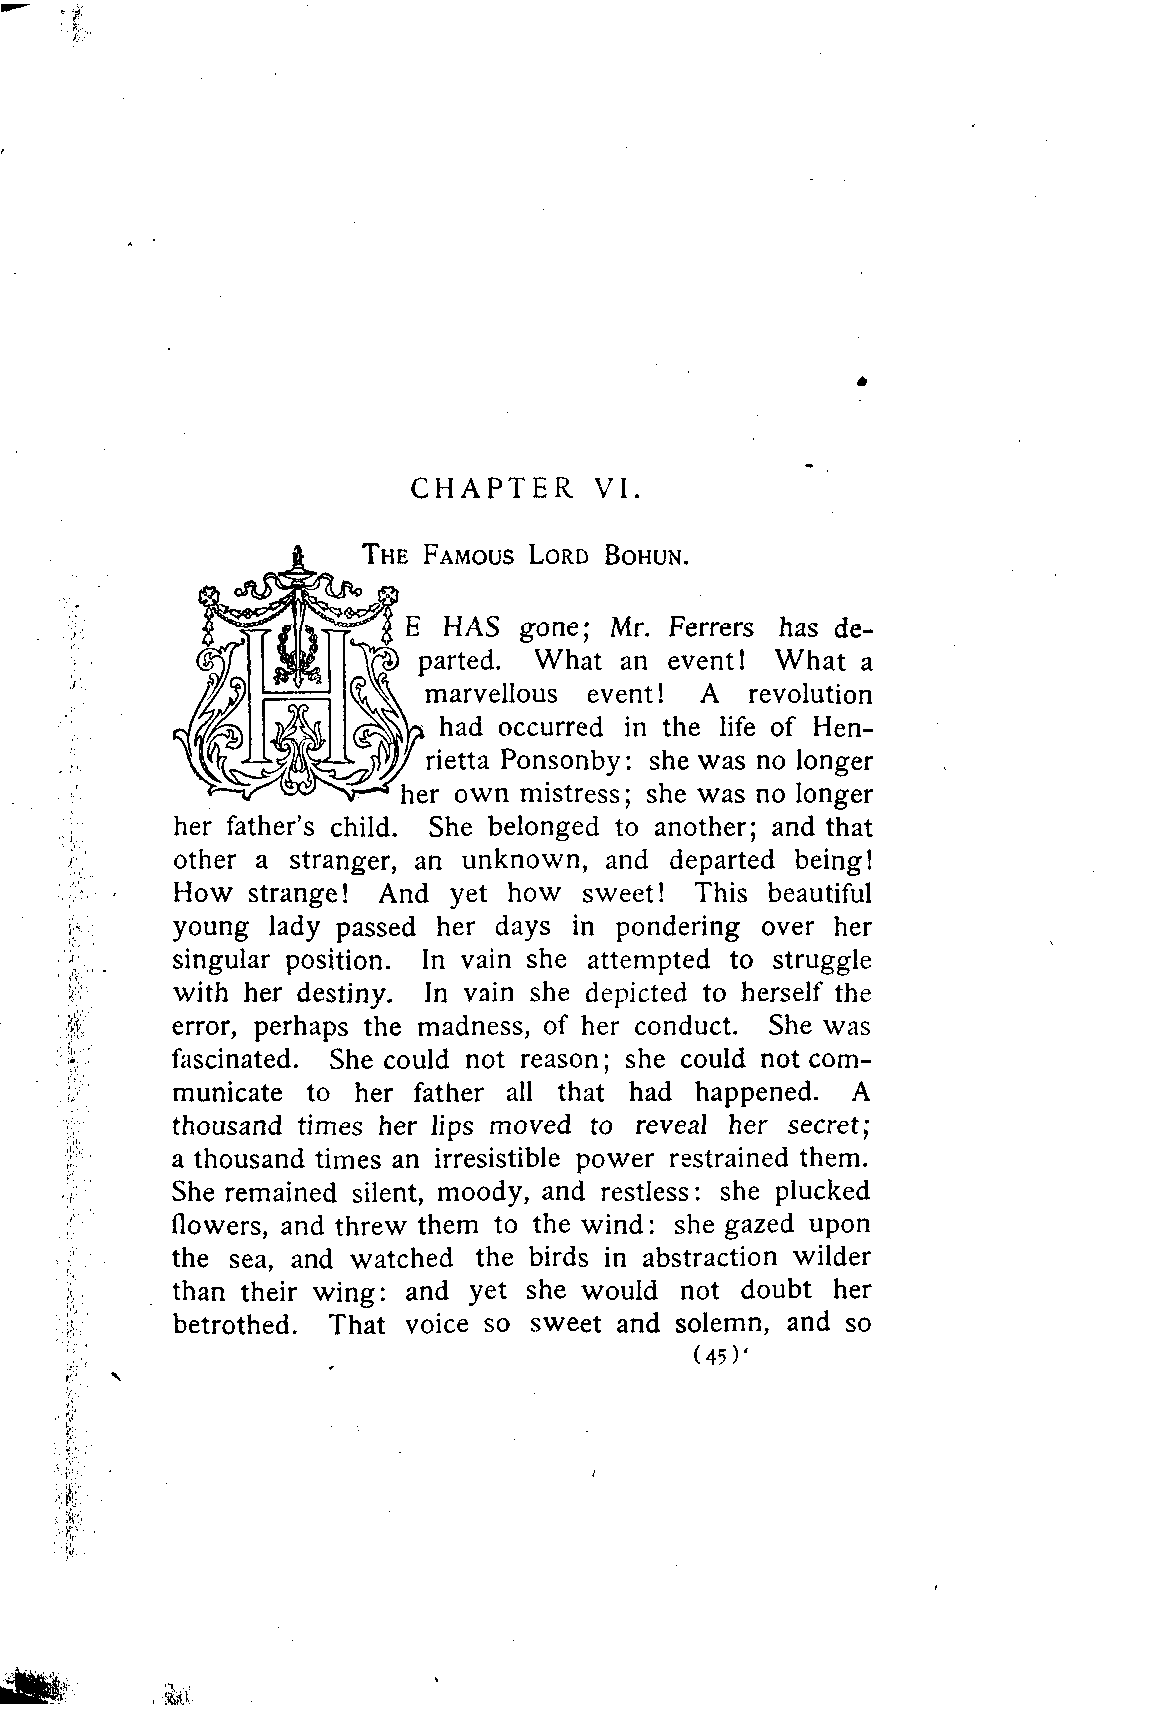 CHAPTER VI.
The Famous Lord Bohun.
HE HAS gone; Mr. Ferrers has de-
parted. What an event! What a
marvellous event! A revolution
had occurred in the life of Hen-
rietta Ponsonby: she was no longer
her own mistress; she was no longer
her father's child. She belonged to another; and that
other a stranger, an unknown, and departed being!
How strange! And yet how sweet! This beautiful
young lady passed her days in pondering over her
singular position. In vain she attempted to struggle
with her destiny. In vain she depicted to herself the
error, perhaps the madness, of her conduct. She was
fascinated. She could not reason; she could not com-
municate to her father all that had happened. A
thousand times her lips moved to reveal her secret;
a thousand times an irresistible power restrained them.
She remained silent, moody, and restless: she plucked
flowers, and threw them to the wind: she gazed upon
the sea, and watched the birds in abstraction wilder
than their wing: and yet she would not doubt her
betrothed. That voice so sweet and solemn, and so
(45)